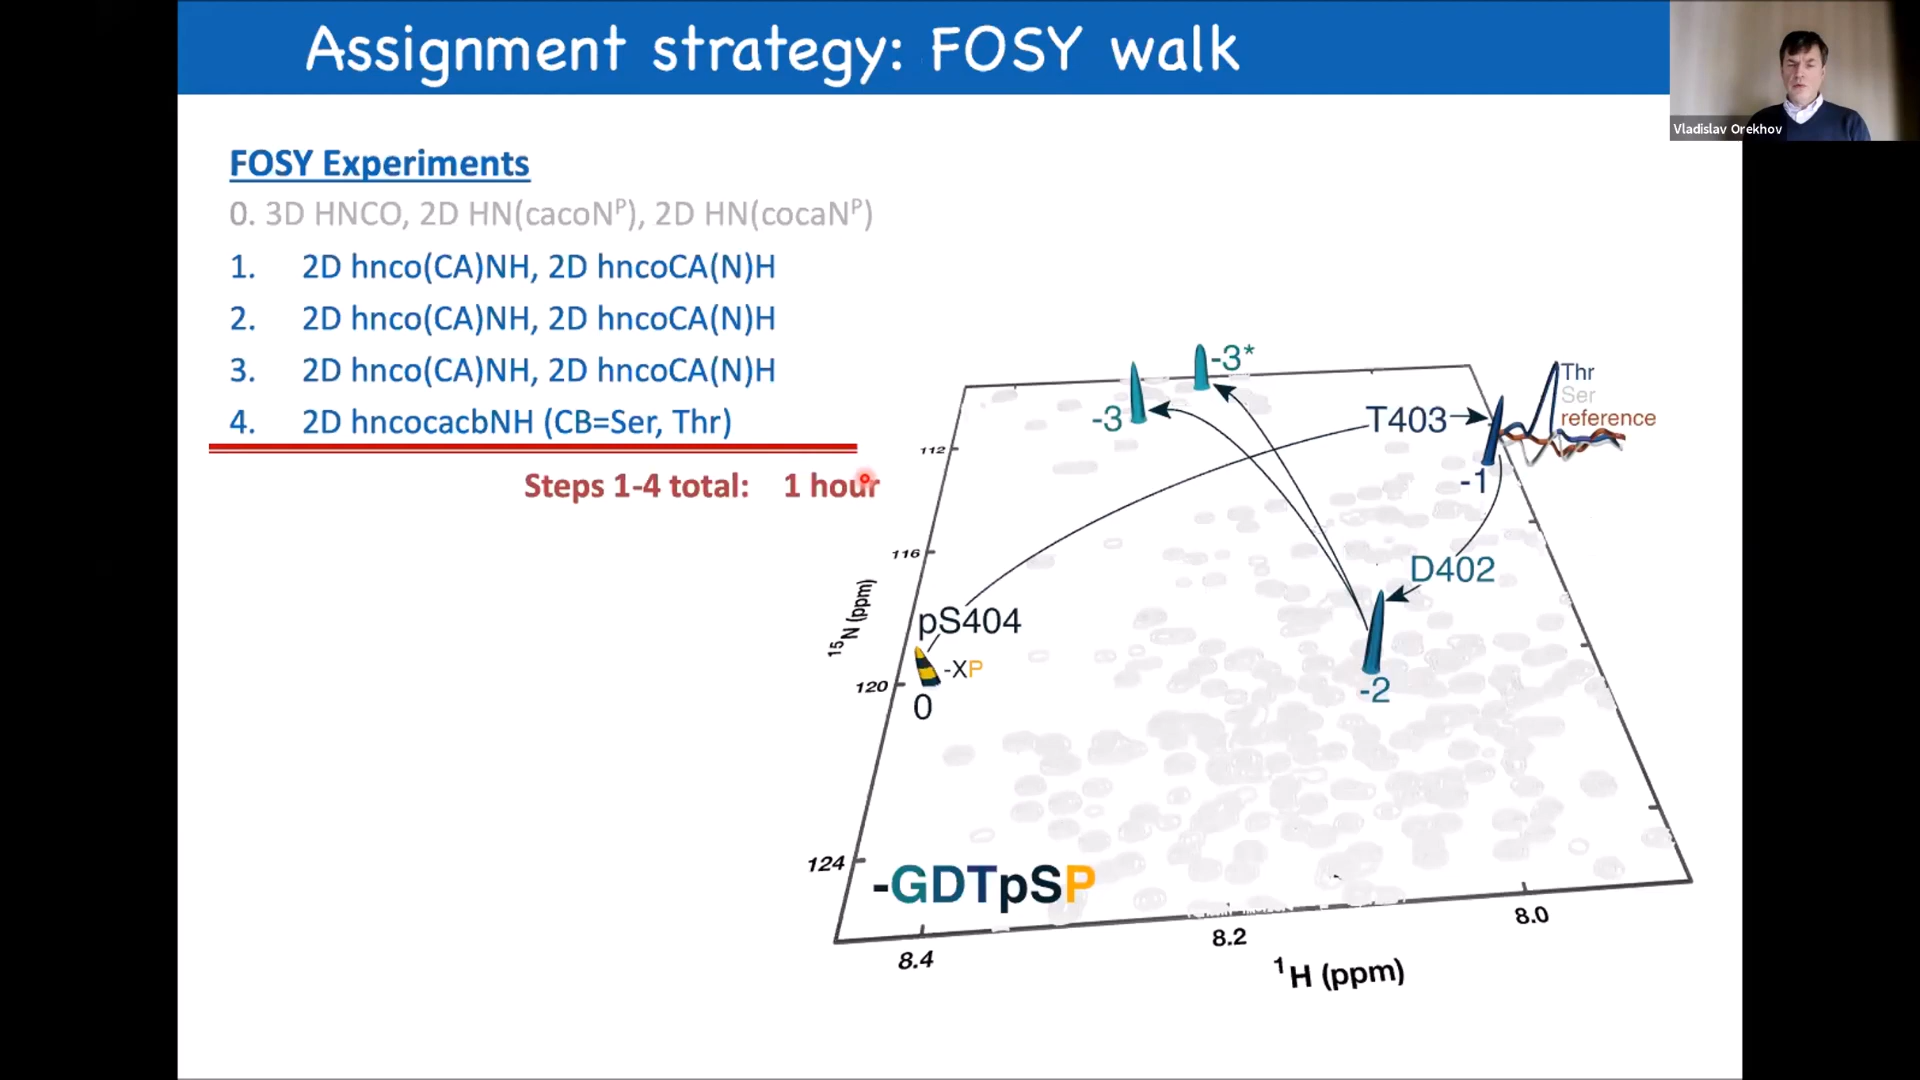 Assignment strategy: FOSY walk
Vladislav Orekhov
FOSY Experiments
0. 3D HNCO, 2D HN(cacoNᴾ), 2D HN(cocaNᴾ)
1. 2D hnco(CA)NH, 2D hncoCA(N)H
2. 2D hnco(CA)NH, 2D hncoCA(N)H
3. 2D hnco(CA)NH, 2D hncoCA(N)H
4. 2D hncocacbNH (CB=Ser, Thr)
Steps 1-4 total: 1 hour
-3*
-3
T403
Thr
Ser
reference
-1
112
116
120
124
¹⁵N (ppm)
D402
-2
pS404
-XP
0
-GDTpSP
8.4
8.2
8.0
¹H (ppm)